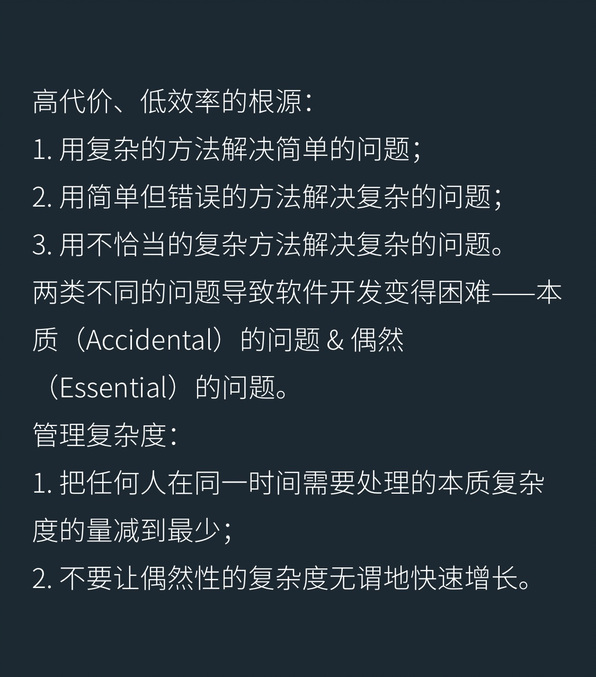 高代价、低效率的根源：
1. 用复杂的方法解决简单的问题；
2. 用简单但错误的方法解决复杂的问题；
3. 用不恰当的复杂方法解决复杂的问题。
两类不同的问题导致软件开发变得困难——本
质（Accidental）的问题 & 偶然
（Essential）的问题。
管理复杂度：
1. 把任何人在同一时间需要处理的本质复杂
度的量减到最少；
2. 不要让偶然性的复杂度无谓地快速增长。